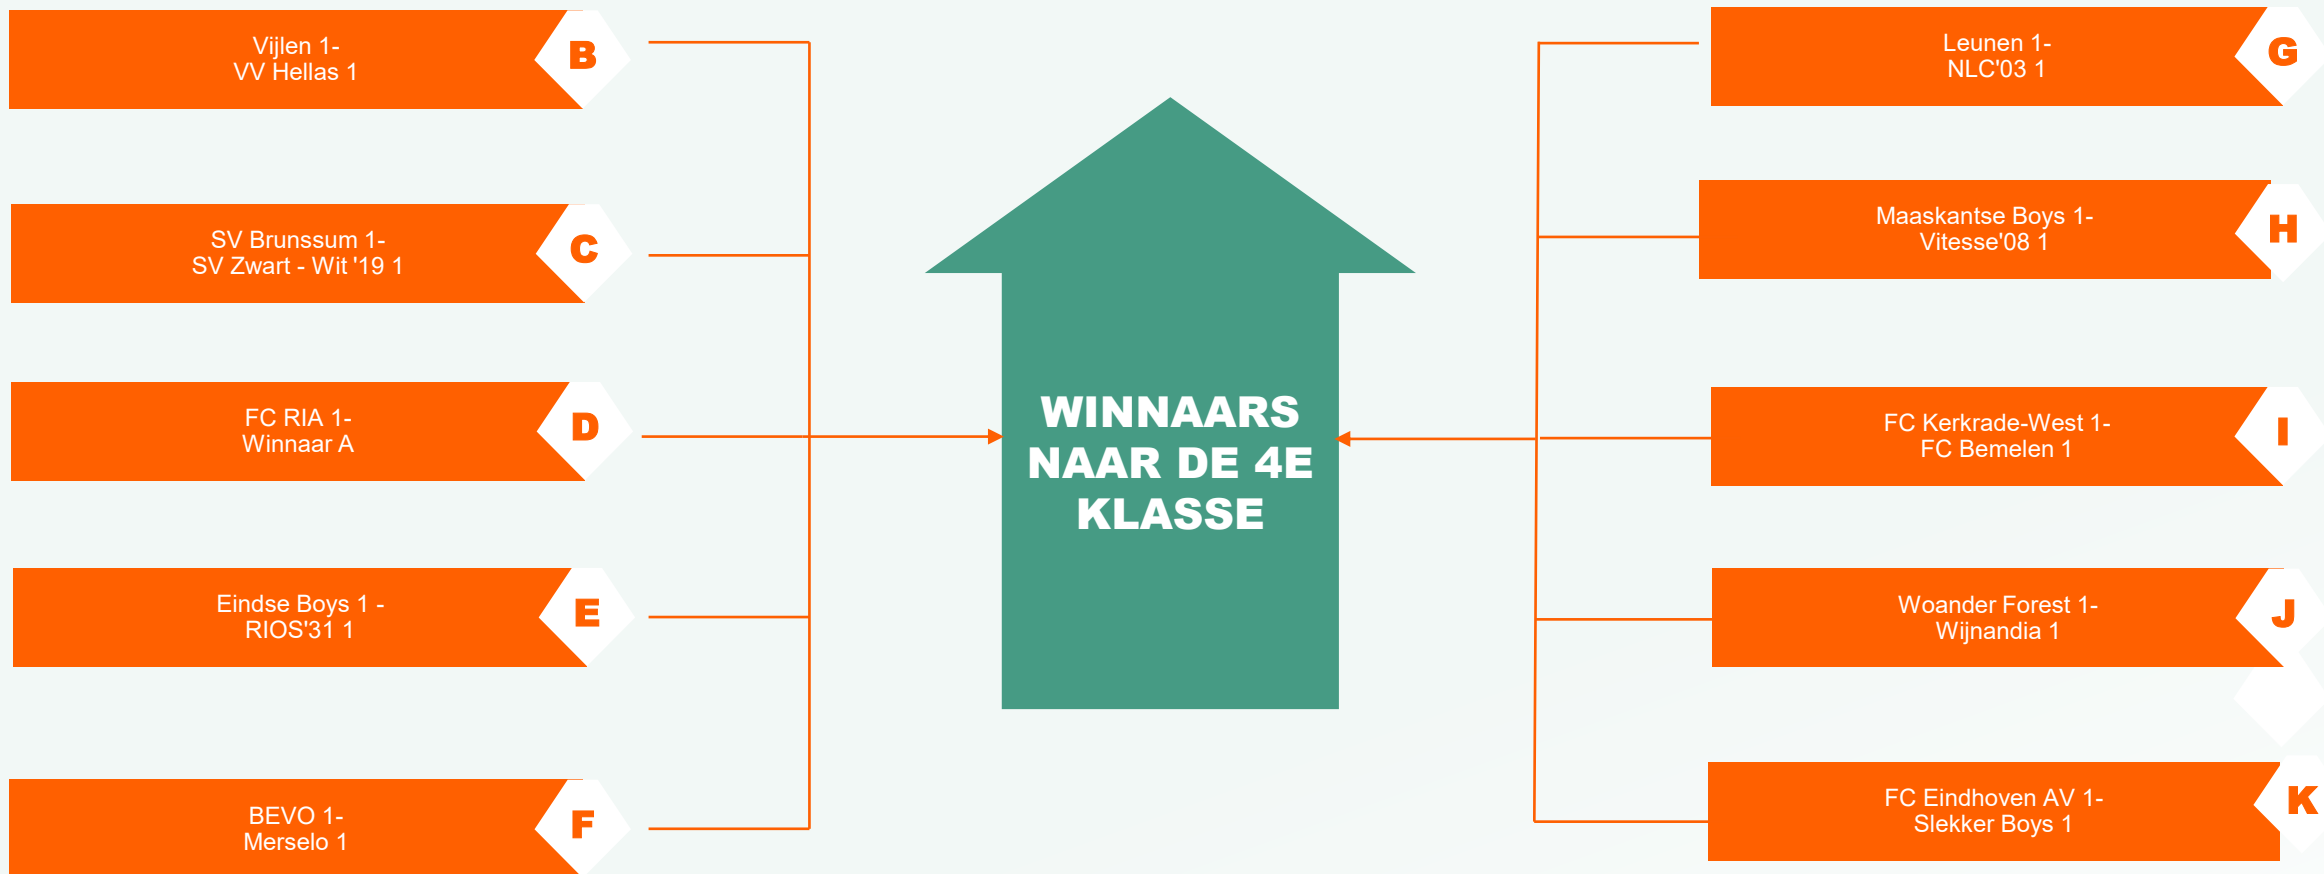 Vijlen 1-
VV Hellas 1
B
SV Brunssum 1-
SV Zwart - Wit '19 1
C
FC RIA 1-
Winnaar A
D
Eindse Boys 1 -
RIOS'31 1
E
BEVO 1-
Merselo 1
F
WINNAARS
NAAR DE 4E
KLASSE
Leunen 1-
NLC'03 1
G
Maaskantse Boys 1-
Vitesse'08 1
H
FC Kerkrade-West 1-
FC Bemelen 1
I
Woander Forest 1-
Wijnandia 1
J
FC Eindhoven AV 1-
Slekker Boys 1
K